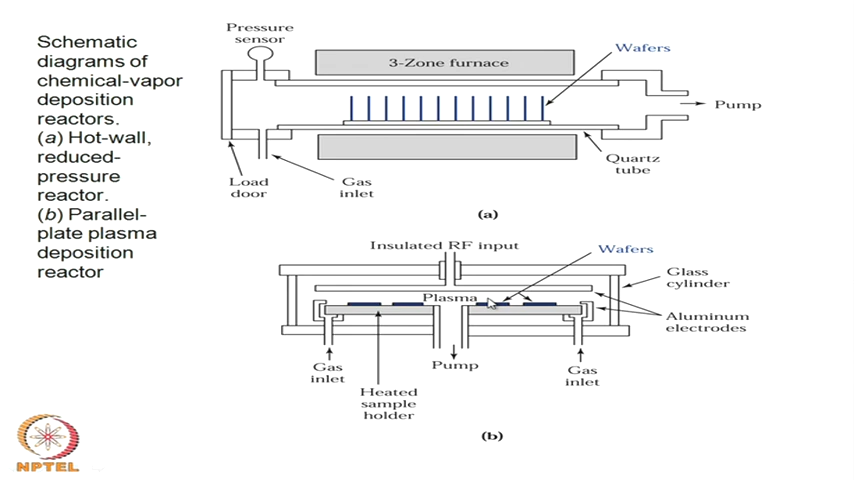 Schematic
diagrams of
chemical-vapor
deposition
reactors.
(a) Hot-wall,
reduced-
pressure
reactor.
(b) Parallel-
plate plasma
deposition
reactor
Pressure
sensor
3-Zone furnace
Wafers
Pump
Quartz
tube
Load
door
Gas
inlet
(a)
Insulated RF input
Wafers
Glass
cylinder
Plasma
Aluminum
electrodes
Gas
inlet
Pump
Gas
inlet
Heated
sample
holder
(b)
NPTEL